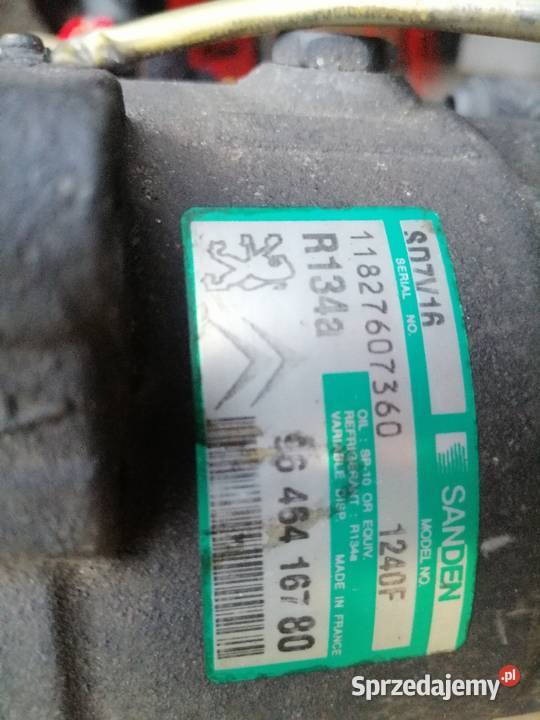 SD7V16
SANDEN
SERIAL NO.
MODEL NO.
11827607360
1240F
R134a
OIL : SP-10 OR EQUIV.
REFRIGERANT : R134a
VARIABLE DISP.
MADE IN FRANCE
96 464 167 80
Sprzedajemy.pl